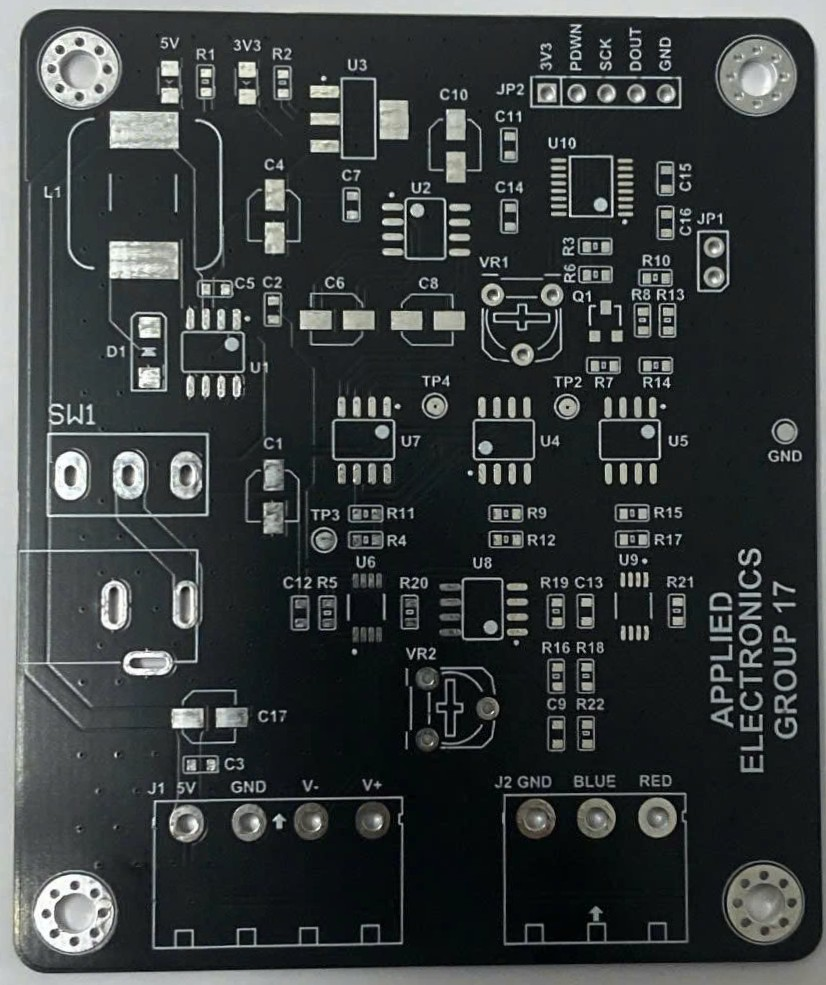 5V
R1
3V3
R2
U3
C10
JP2
3V3
PDWN
SCK
DOUT
GND
C11
U10
L1
C4
C7
U2
C14
C15
C16
JP1
R3
R6
R10
VR1
Q1
R8
R13
C5
C2
C6
C8
D1
U1
R7
R14
SW1
TP4
TP2
U7
U4
U5
GND
C1
TP3
R11
R4
R9
R12
R15
R17
U6
U8
U9
C12
R5
R20
R19
C13
R21
R16
R18
VR2
C9
R22
C17
C3
APPLIED
ELECTRONICS
GROUP 17
J1 5V
GND
V-
V+
J2 GND
BLUE
RED